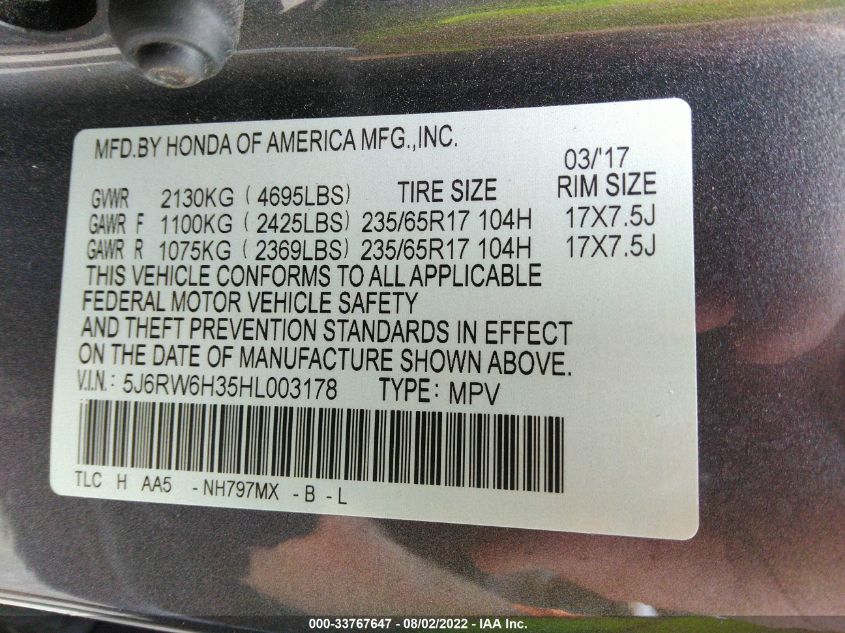 MFD.BY HONDA OF AMERICA MFG.,INC.
03/'17
GVWR 2130KG ( 4695LBS) TIRE SIZE RIM SIZE
GAWR F 1100KG ( 2425LBS) 235/65R17 104H 17X7.5J
GAWR R 1075KG ( 2369LBS) 235/65R17 104H 17X7.5J
THIS VEHICLE CONFORMS TO ALL APPLICABLE
FEDERAL MOTOR VEHICLE SAFETY
AND THEFT PREVENTION STANDARDS IN EFFECT
ON THE DATE OF MANUFACTURE SHOWN ABOVE.
V.I.N.: 5J6RW6H35HL003178 TYPE: MPV
TLC H AA5 -NH797MX -B -L
000-33767647 - 08/02/2022 - IAA Inc.